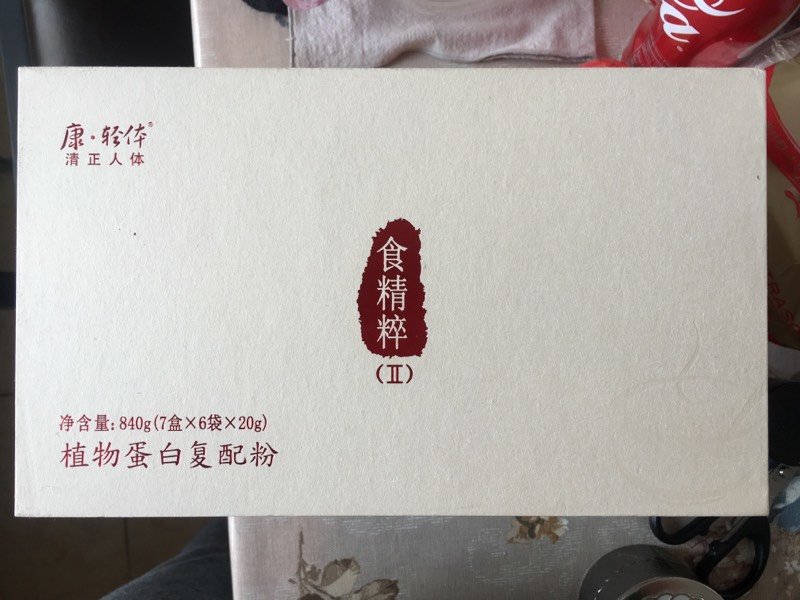 康·轻体®
清正人体
食精粹
(Ⅱ)
净含量: 840g(7盒×6袋×20g)
植物蛋白复配粉